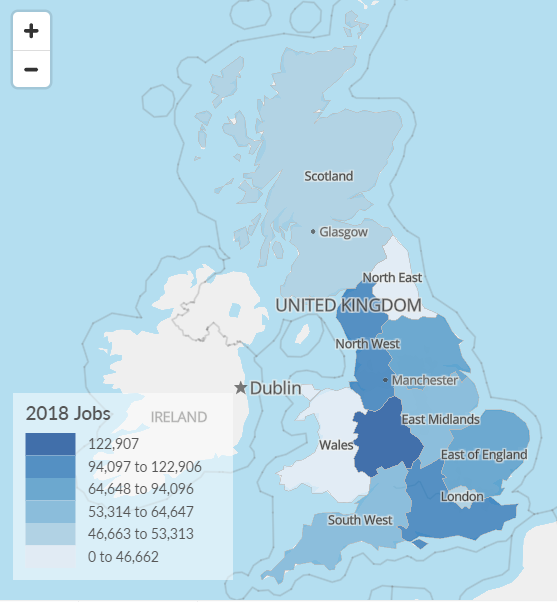 +
−
Scotland
Glasgow
North East
UNITED KINGDOM
North West
Manchester
Dublin
IRELAND
East Midlands
Wales
East of England
London
South West
2018 Jobs
122,907
94,097 to 122,906
64,648 to 94,096
53,314 to 64,647
46,663 to 53,313
0 to 46,662